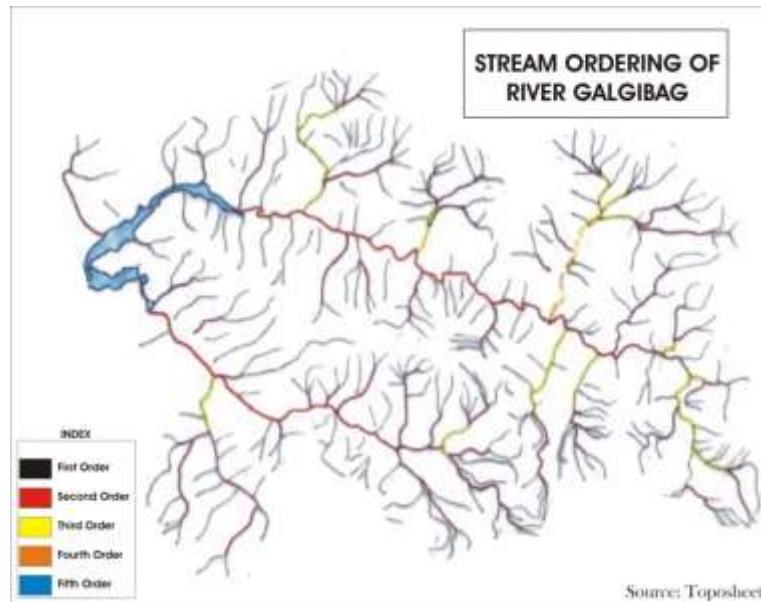 STREAM ORDERING OF
RIVER GALGIBAG
INDEX
First Order
Second Order
Third Order
Fourth Order
Fifth Order
Source: Toposheet